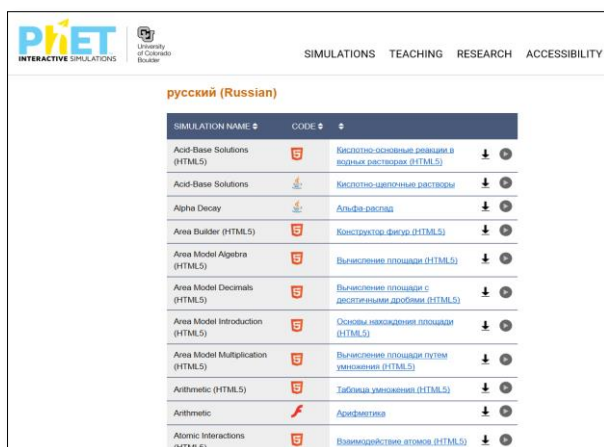 PhET
INTERACTIVE SIMULATIONS
University
of Colorado
Boulder
SIMULATIONS TEACHING RESEARCH ACCESSIBILITY
русский (Russian)
SIMULATION NAME CODE
Acid-Base Solutions
(HTML5)
Кислотно-основные реакции в
водных растворах (HTML5)
Acid-Base Solutions
Кислотно-щелочные растворы
Alpha Decay
Альфа-распад
Area Builder (HTML5)
Конструктор фигур (HTML5)
Area Model Algebra
(HTML5)
Вычисление площади (HTML5)
Area Model Decimals
(HTML5)
Вычисление площади с
десятичными дробями (HTML5)
Area Model Introduction
(HTML5)
Основы нахождения площади
(HTML5)
Area Model Multiplication
(HTML5)
Вычисление площади путем
умножения (HTML5)
Arithmetic (HTML5)
Таблица умножения (HTML5)
Arithmetic
Арифметика
Atomic Interactions
(HTML5)
Взаимодействие атомов (HTML5)